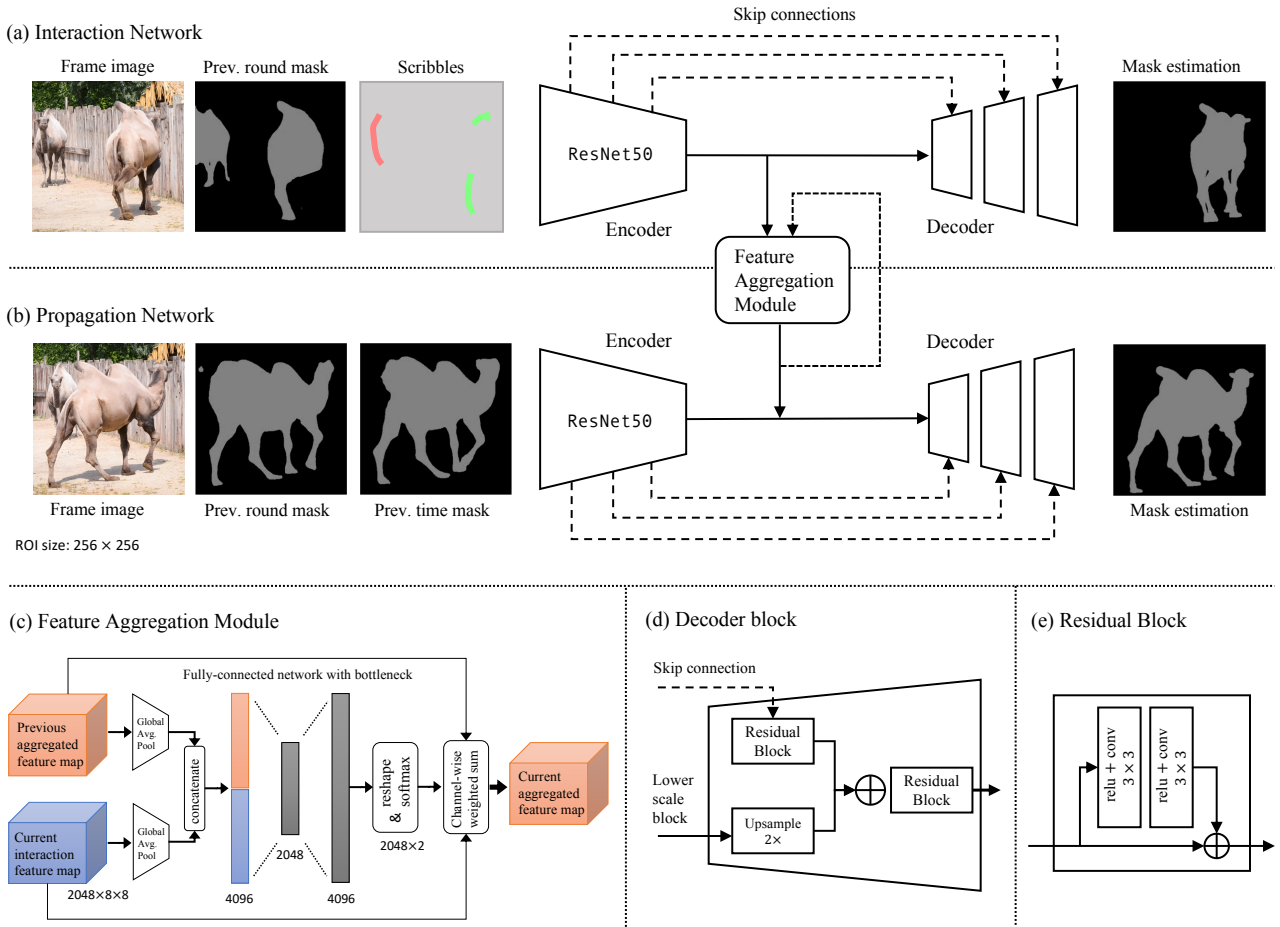 Skip connections
(a) Interaction Network
Frame image
Prev. round mask
Scribbles
Mask estimation
ResNet50
Encoder
Decoder
Feature
Aggregation
Module
(b) Propagation Network
Encoder
Decoder
ResNet50
Frame image
Prev. round mask
Prev. time mask
Mask estimation
ROI size: 256 × 256
(c) Feature Aggregation Module
Fully-connected network with bottleneck
Previous
aggregated
feature map
Global
Avg.
Pool
concatenate
Current
interaction
feature map
Global
Avg.
Pool
2048×8×8
4096
2048
4096
reshape
& softmax
2048×2
Channel-wise
weighted sum
Current
aggregated
feature map
(d) Decoder block
Skip connection
Residual
Block
Lower
scale
block
Upsample
2×
Residual
Block
(e) Residual Block
relu + conv
3 × 3
relu + conv
3 × 3